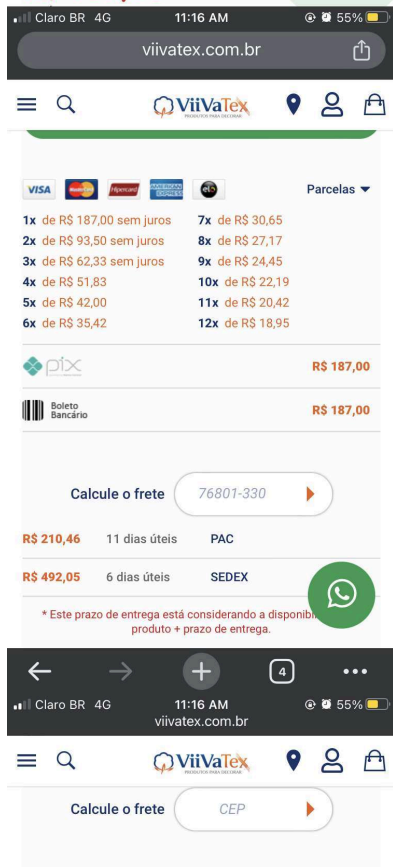 Claro BR 4G 11:16 AM 55%
viivatex.com.br
ViiVaTex
PRODUTOS PARA DECORAR
VISA MasterCard Hipercard AMERICAN EXPRESS elo Parcelas
1x de R$ 187,00 sem juros 7x de R$ 30,65
2x de R$ 93,50 sem juros 8x de R$ 27,17
3x de R$ 62,33 sem juros 9x de R$ 24,45
4x de R$ 51,83 10x de R$ 22,19
5x de R$ 42,00 11x de R$ 20,42
6x de R$ 35,42 12x de R$ 18,95
pix R$ 187,00
Boleto
Bancário R$ 187,00
Calcule o frete 76801-330
R$ 210,46 11 dias úteis PAC
R$ 492,05 6 dias úteis SEDEX
* Este prazo de entrega está considerando a disponibi
produto + prazo de entrega.
4
Claro BR 4G 11:16 AM 55%
viivatex.com.br
ViiVaTex
PRODUTOS PARA DECORAR
Calcule o frete CEP